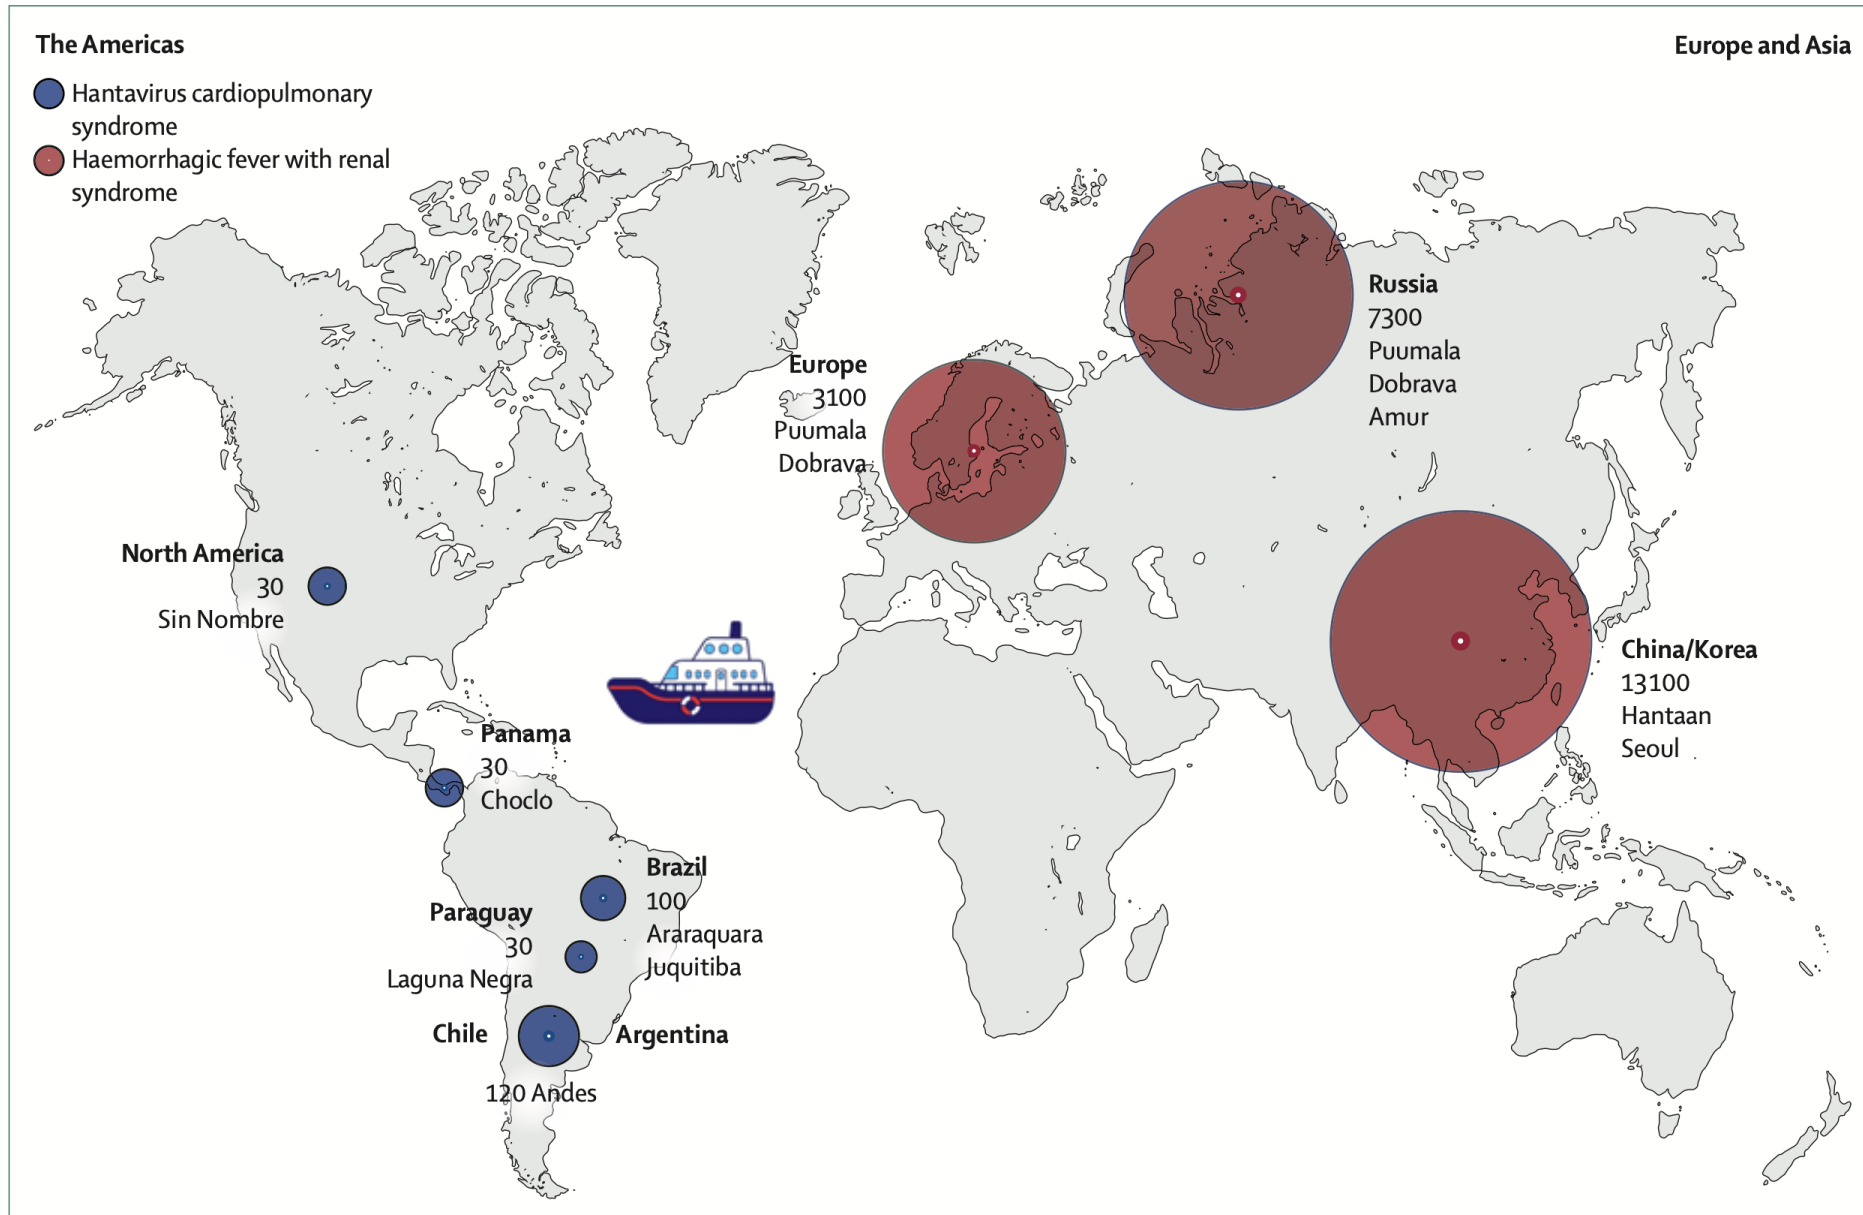 The Americas
Europe and Asia
Hantavirus cardiopulmonary
syndrome
Haemorrhagic fever with renal
syndrome
Russia
7300
Puumala
Dobrava
Amur
Europe
3100
Puumala
Dobrava
North America
30
Sin Nombre
China/Korea
13100
Hantaan
Seoul
Panama
30
Choclo
Brazil
100
Araraquara
Juquitiba
Paraguay
30
Laguna Negra
Chile
Argentina
120 Andes